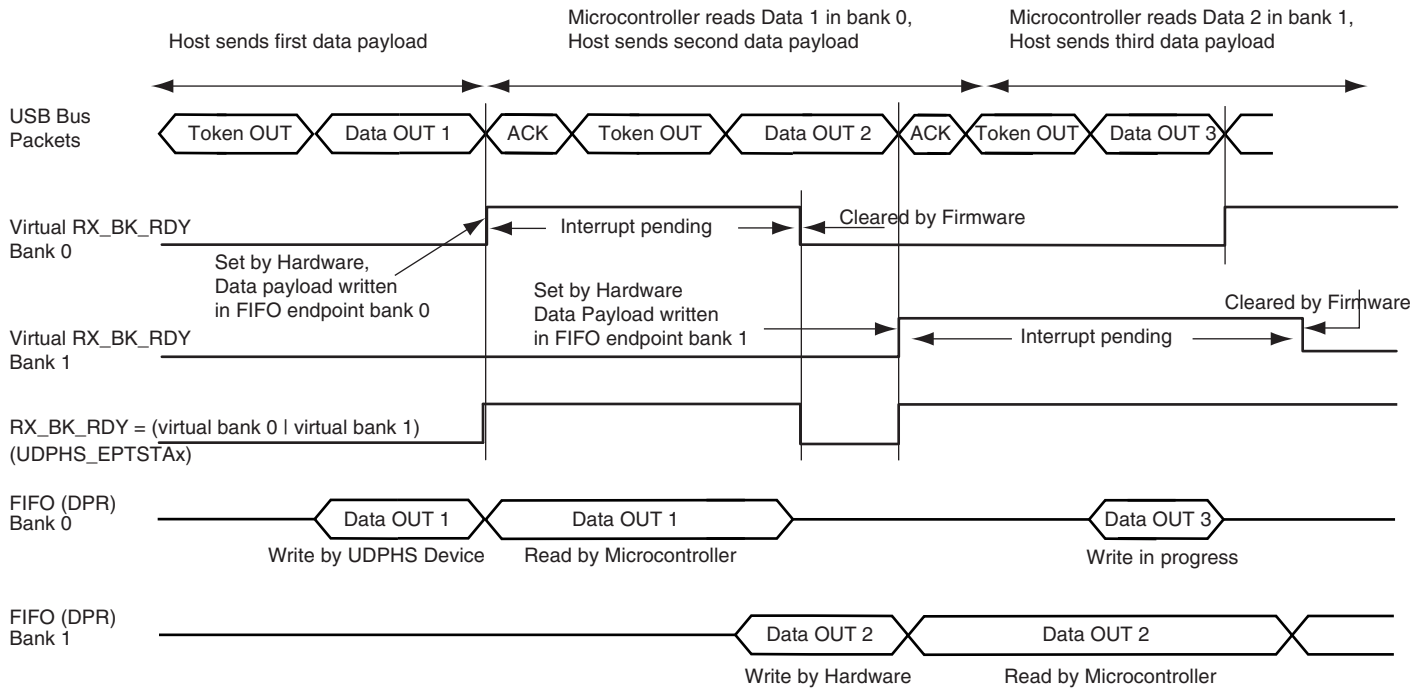 Host sends first data payload
Microcontroller reads Data 1 in bank 0,
Host sends second data payload
Microcontroller reads Data 2 in bank 1,
Host sends third data payload
USB Bus
Packets
Token OUT
Data OUT 1
ACK
Token OUT
Data OUT 2
ACK
Token OUT
Data OUT 3
Virtual RX_BK_RDY
Bank 0
Interrupt pending
Cleared by Firmware
Set by Hardware,
Data payload written
in FIFO endpoint bank 0
Set by Hardware
Data Payload written
in FIFO endpoint bank 1
Cleared by Firmware
Virtual RX_BK_RDY
Bank 1
Interrupt pending
RX_BK_RDY = (virtual bank 0 | virtual bank 1)
(UDPHS_EPTSTAx)
FIFO (DPR)
Bank 0
Data OUT 1
Data OUT 1
Data OUT 3
Write by UDPHS Device
Read by Microcontroller
Write in progress
FIFO (DPR)
Bank 1
Data OUT 2
Data OUT 2
Write by Hardware
Read by Microcontroller